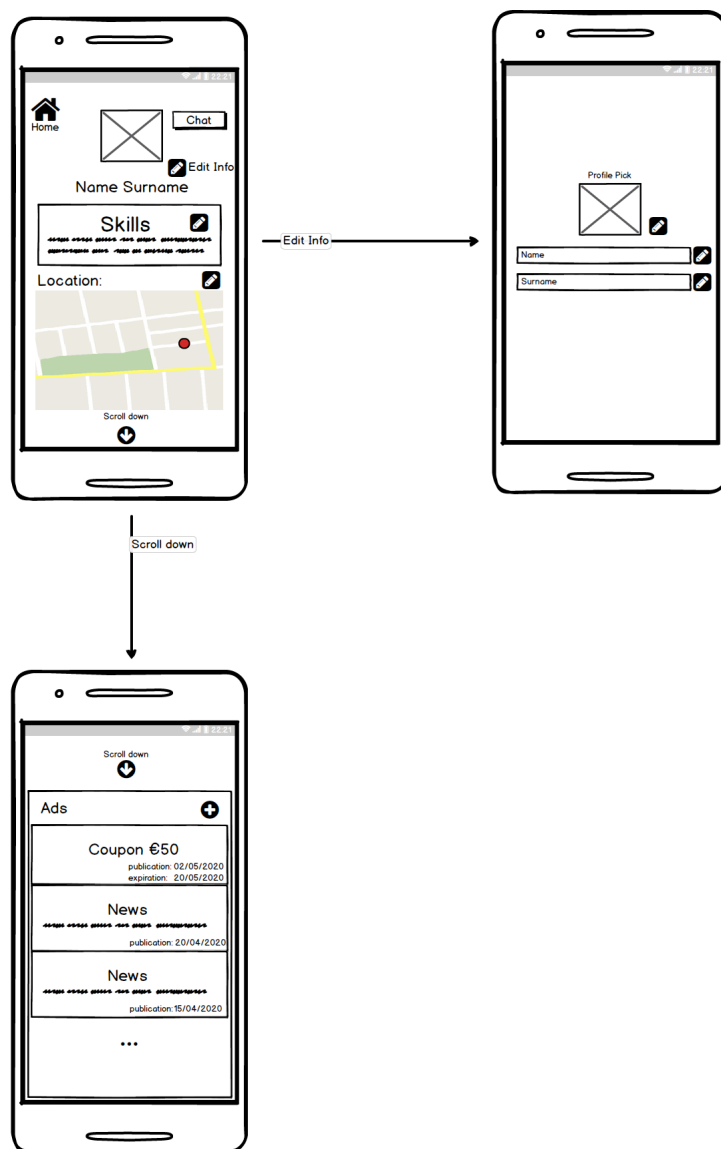 22:21
Home
Chat
Edit Info
Name Surname
Skills
Location:
Scroll down
Edit Info
22:21
Profile Pick
Name
Surname
Scroll down
22:21
Scroll down
Ads
Coupon €50
publication: 02/05/2020
expiration: 20/05/2020
News
publication: 20/04/2020
News
publication: 15/04/2020
...